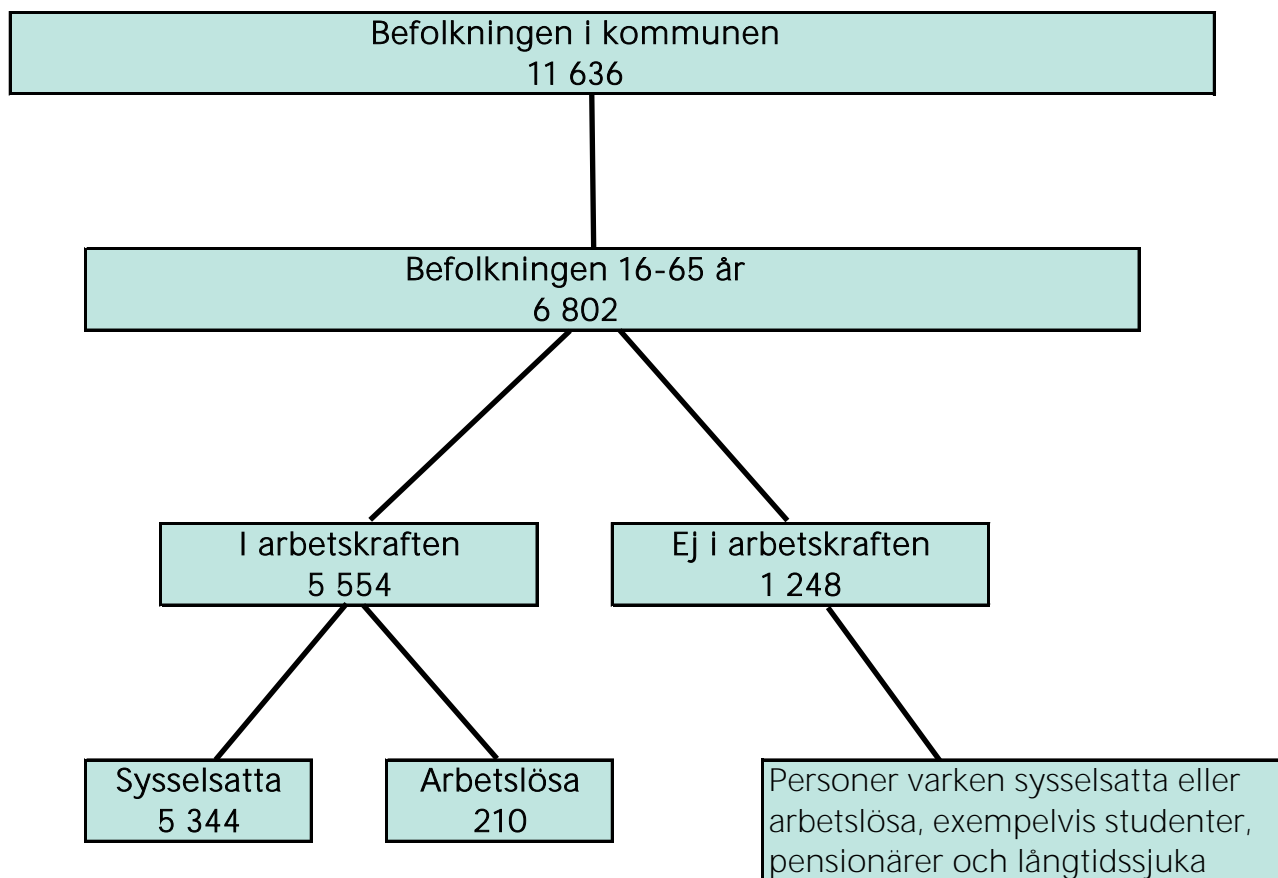 Befolkningen i kommunen
11 636
Befolkningen 16-65 år
6 802
I arbetskraften
5 554
Ej i arbetskraften
1 248
Sysselsatta
5 344
Arbetslösa
210
Personer varken sysselsatta eller
arbetslösa, exempelvis studenter,
pensionärer och långtidssjuka